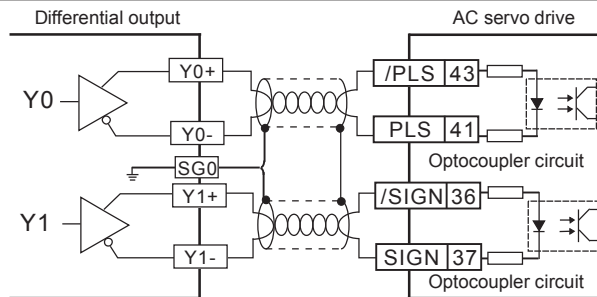 Differential output
AC servo drive
Y0+
/PLS 43
Y0
Y0-
PLS 41
SG0
Optocoupler circuit
Y1+
/SIGN 36
Y1
Y1-
SIGN 37
Optocoupler circuit